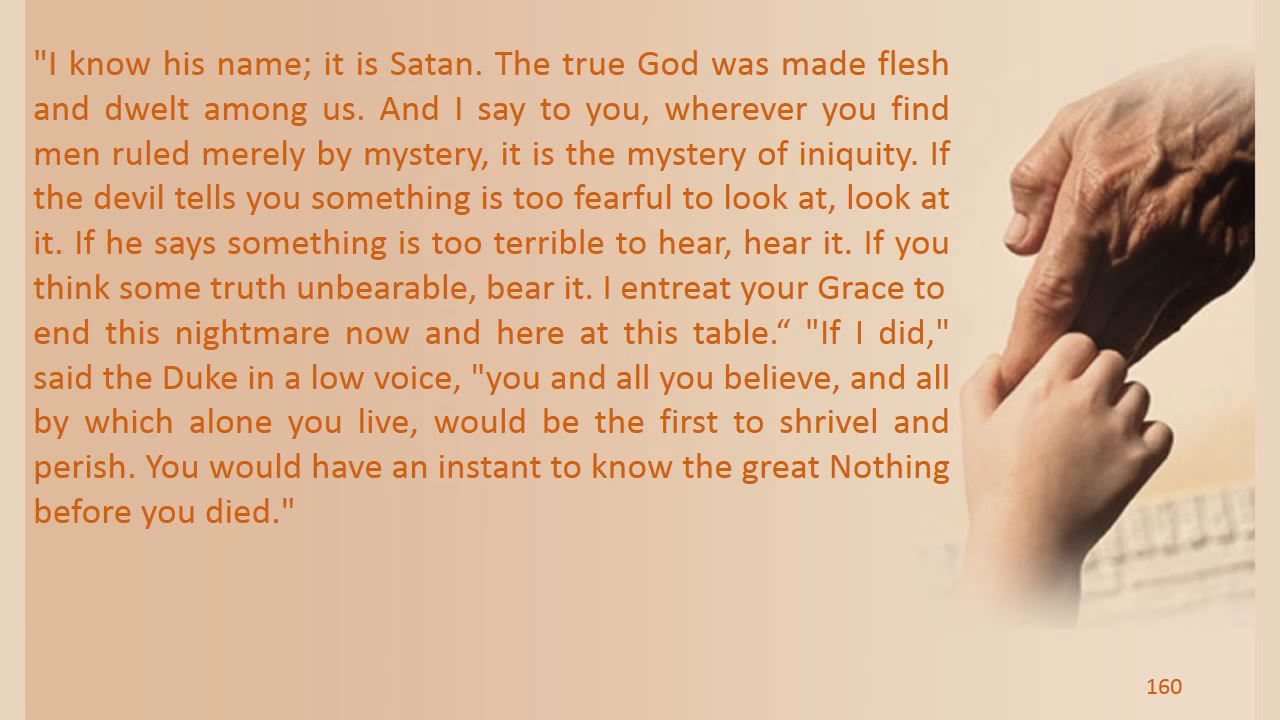 "I know his name; it is Satan. The true God was made flesh
and dwelt among us. And I say to you, wherever you find
men ruled merely by mystery, it is the mystery of iniquity. If
the devil tells you something is too fearful to look at, look at
it. If he says something is too terrible to hear, hear it. If you
think some truth unbearable, bear it. I entreat your Grace to
end this nightmare now and here at this table.“ "If I did,"
said the Duke in a low voice, "you and all you believe, and all
by which alone you live, would be the first to shrivel and
perish. You would have an instant to know the great Nothing
before you died."
160